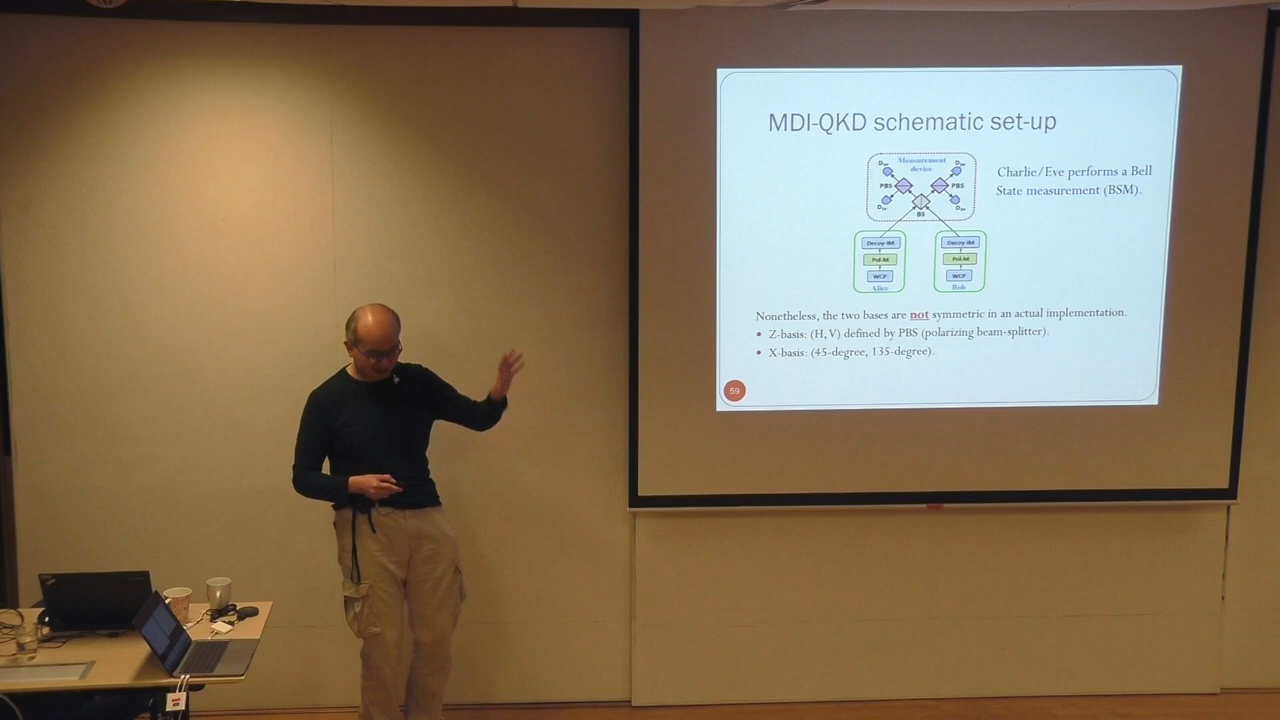 MDI-QKD schematic set-up
Measurement
device
PBS
PBS
BS
Charlie/Eve performs a Bell
State measurement (BSM).
Decoy-IM
Decoy-IM
Pol-M
Pol-M
WCP
WCP
Alice
Bob
Nonetheless, the two bases are not symmetric in an actual implementation.
• Z-basis: (H, V) defined by PBS (polarizing beam-splitter).
• X-basis: (45-degree, 135-degree).
59